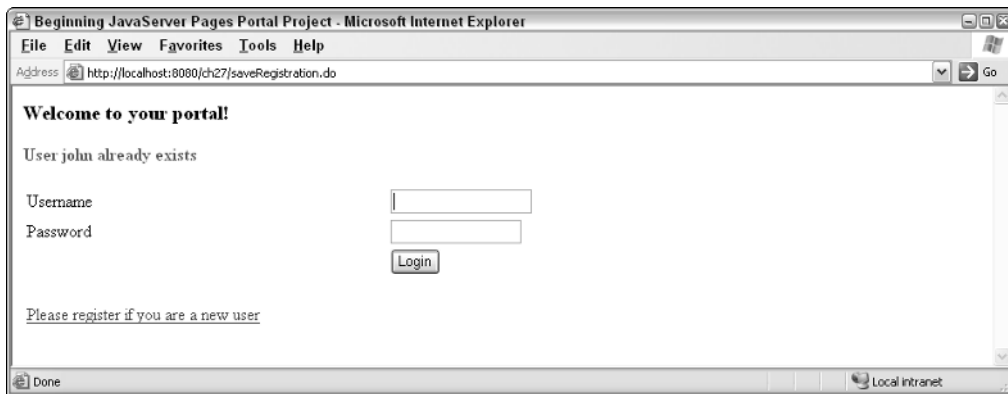 Beginning JavaServer Pages Portal Project - Microsoft Internet Explorer
File Edit View Favorites Tools Help
Address http://localhost:8080/ch27/saveRegistration.do Go
Welcome to your portal!
User john already exists
Username
Password
Login
Please register if you are a new user
Done Local intranet